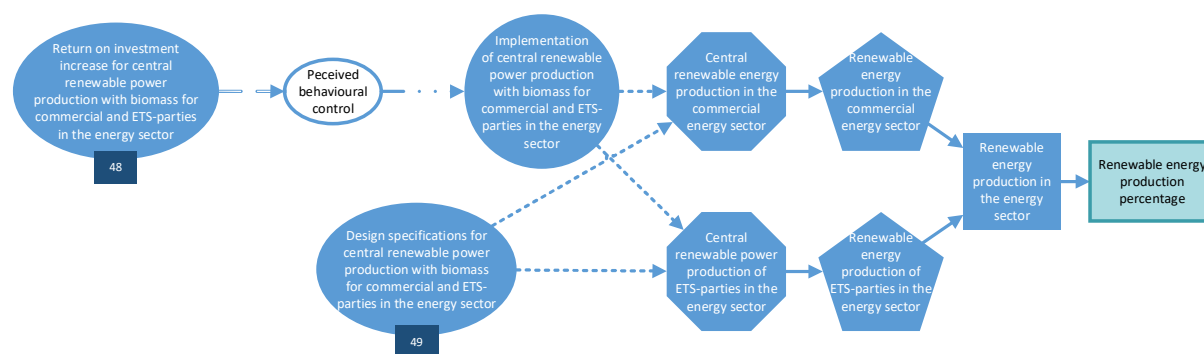 Return on investment
increase for central
renewable power
production with biomass for
commercial and ETS-parties
in the energy sector
48
Peceived
behavioural
control
Implementation
of central renewable
power production
with biomass for
commercial and ETS-
parties in the energy
sector
Central
renewable energy
production in the
commercial
energy sector
Renewable
energy
production in the
commercial
energy sector
Renewable
energy
production in
the energy
sector
Renewable energy
production
percentage
Design specifications for
central renewable power
production with biomass
for commercial and ETS-
parties in the energy sector
49
Central
renewable power
production of
ETS-parties in the
energy sector
Renewable
energy
production of
ETS-parties in the
energy sector